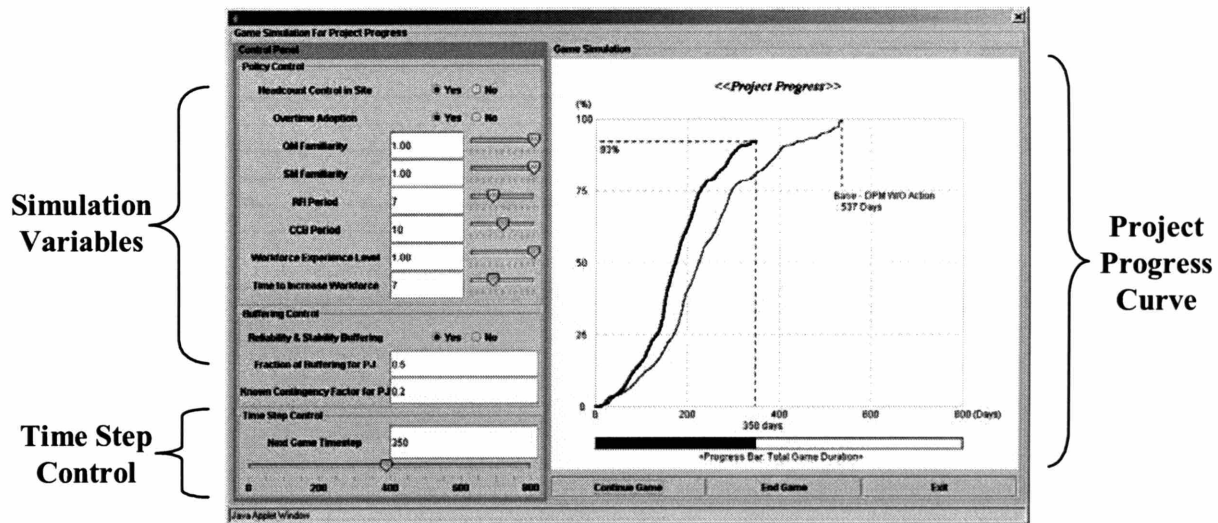 Game Simulation For Project Progress
Control Panel
Policy Control
Headcount Control in Site Yes No
Overtime Adoption Yes No
QM Familiarity 1.00
SM Familiarity 1.00
RFI Period 7
CCB Period 10
Workforce Experience Level 1.00
Time to Increase Workforce 7
Buffering Control
Reliability & Stability Buffering Yes No
Fraction of Buffering for PJ 0.5
Known Contingency Factor for PJ 0.2
Time Step Control
Next Game Timestep 350
0 200 400 600 800
Java Applet Window
Game Simulation
<<Project Progress>>
(%)
100
93%
75
Base - DPM W/O Action
: 537 Days
50
25
0
0 200 400 600 800 (Days)
350 days
<Progress Bar: Total Game Duration>
Continue Game End Game Exit
Simulation
Variables
Time Step
Control
Project
Progress
Curve